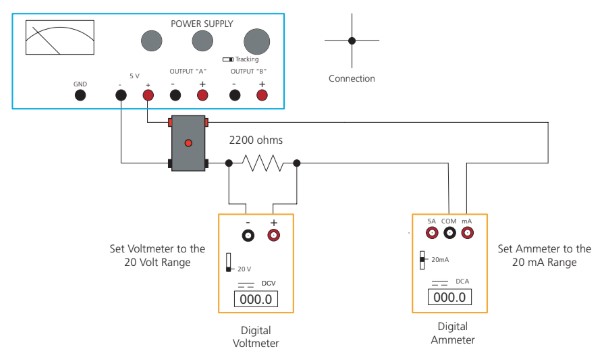 POWER SUPPLY
Tracking
5 V
OUTPUT "A"
OUTPUT "B"
GND
- + - + - +
Connection
2200 ohms
- +
5A COM mA
Set Voltmeter to the
20 Volt Range
20 V
DCV
000.0
Set Ammeter to the
20 mA Range
20mA
DCA
000.0
Digital
Voltmeter
Digital
Ammeter